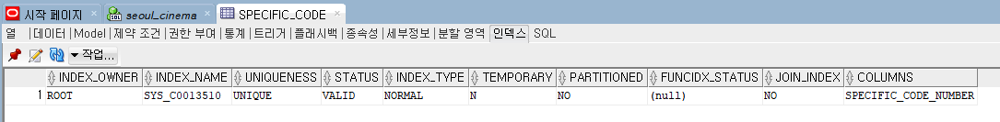 시작 페이지 × seoul_cinema × SPECIFIC_CODE ×
열 |데이터 |Model |제약 조건 |권한 부여 |통계 |트리거 |플래시백 |종속성 |세부정보 |분할 영역 |인덱스 |SQL
작업...
INDEX_OWNER INDEX_NAME UNIQUENESS STATUS INDEX_TYPE TEMPORARY PARTITIONED FUNCIDX_STATUS JOIN_INDEX COLUMNS
1 ROOT SYS_C0013510 UNIQUE VALID NORMAL N NO (null) NO SPECIFIC_CODE_NUMBER